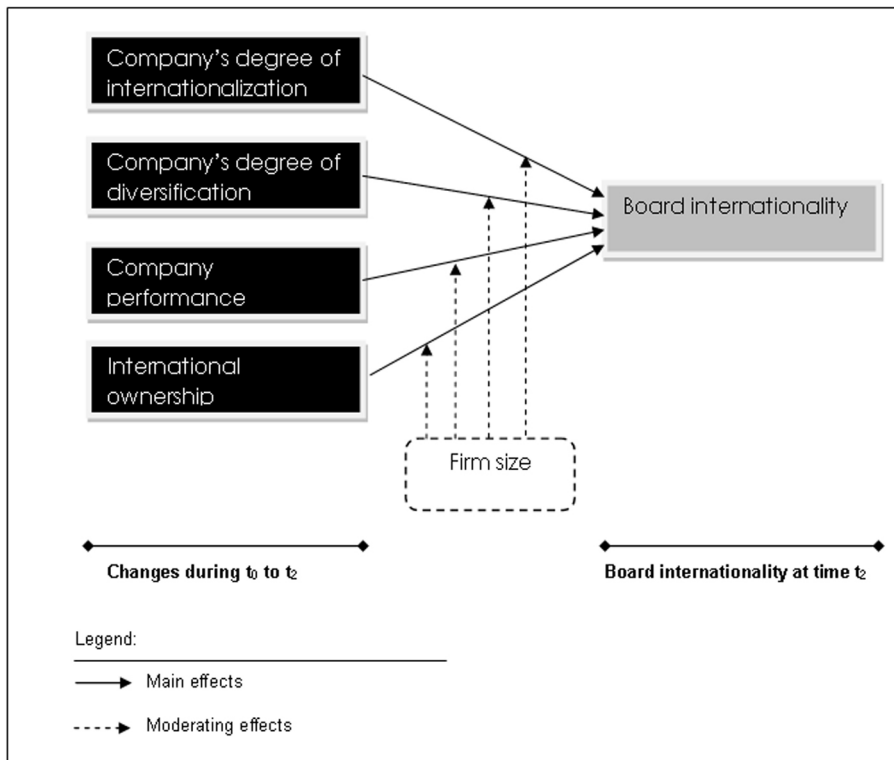 Company's degree of
internationalization
Company's degree of
diversification
Company
performance
International
ownership
Board internationality
Firm size
Changes during t₀ to t₂
Board internationality at time t₂
Legend:
Main effects
Moderating effects